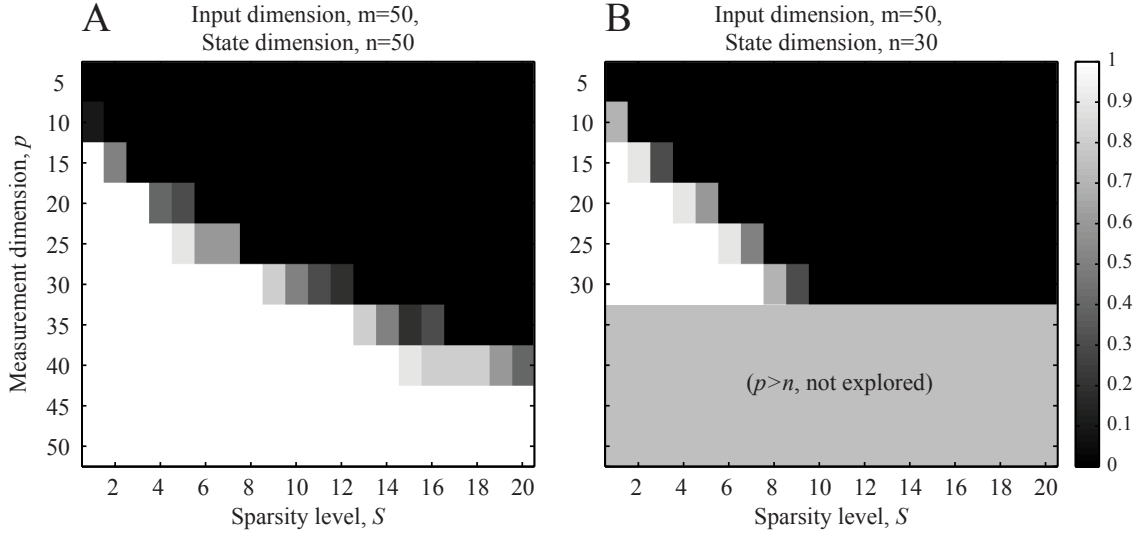 A
Input dimension, m=50,
State dimension, n=50
5
10
15
20
25
30
35
40
45
50
Measurement dimension, p
2 4 6 8 10 12 14 16 18 20
Sparsity level, S
B
Input dimension, m=50,
State dimension, n=30
5
10
15
20
25
30
(p>n, not explored)
2 4 6 8 10 12 14 16 18 20
Sparsity level, S
1
0.9
0.8
0.7
0.6
0.5
0.4
0.3
0.2
0.1
0